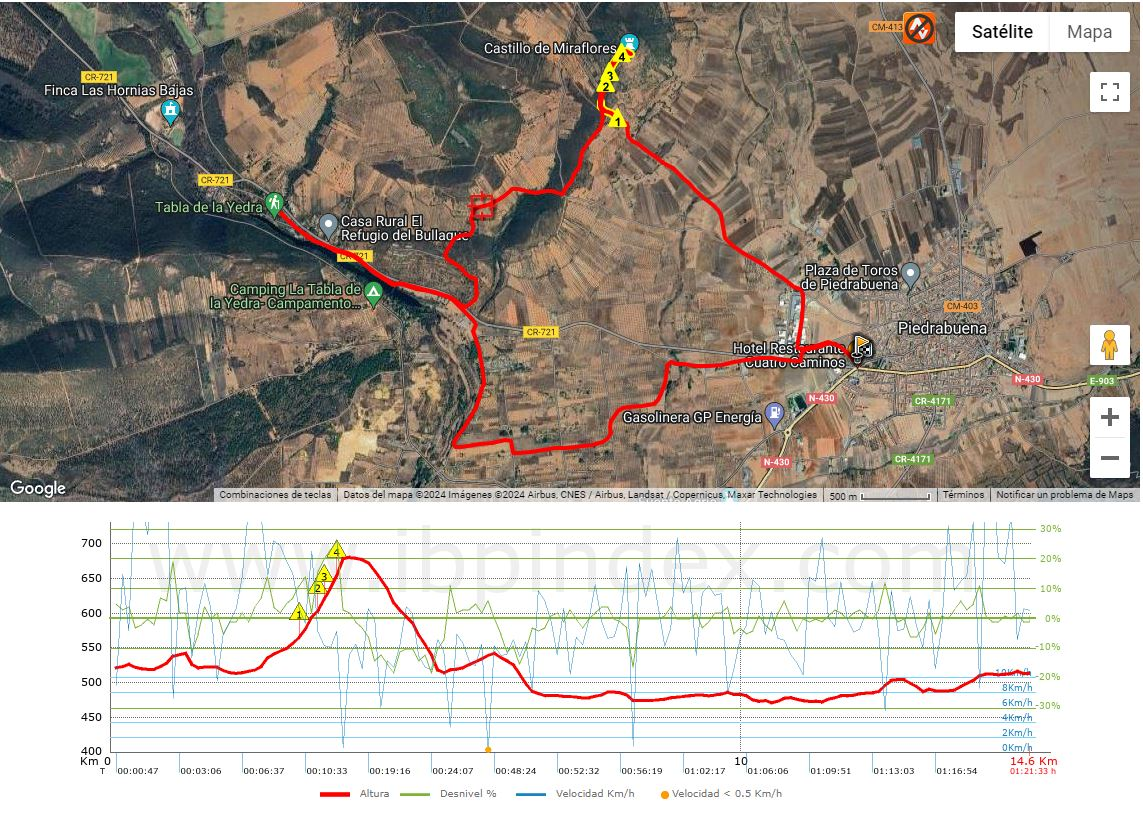 CM-413
Satélite
Mapa
Castillo de Miraflores
4
3
2
1
CR-721
Finca Las Hornias Bajas
CR-721
Tabla de la Yedra
Casa Rural El
Refugio del Bullaque
CR-721
Camping La Tabla de
la Yedra- Campamento...
Plaza de Toros
de Piedrabuena
CM-403
CR-721
Piedrabuena
Hotel Restaurante
Cuatro Caminos
N-430
E-903
N-430
CR-4171
Gasolinera GP Energía
N-430
CR-4171
Google
Combinaciones de teclas
Datos del mapa ©2024 Imágenes ©2024 Airbus, CNES / Airbus, Landsat / Copernicus, Maxar Technologies
500 m
Términos
Notificar un problema de Maps
www.ibpindex.com
700
650
600
550
500
450
400
30%
20%
10%
0%
-10%
-20%
-30%
10Km/h
8Km/h
6Km/h
4Km/h
2Km/h
0Km/h
4
3
2
1
Km 0
10
14.6 Km
T
00:00:47
00:03:06
00:06:37
00:10:33
00:19:16
00:24:07
00:48:24
00:52:32
00:56:19
01:02:17
01:06:06
01:09:51
01:13:03
01:16:54
01:21:33 h
Altura
Desnivel %
Velocidad Km/h
Velocidad < 0.5 Km/h